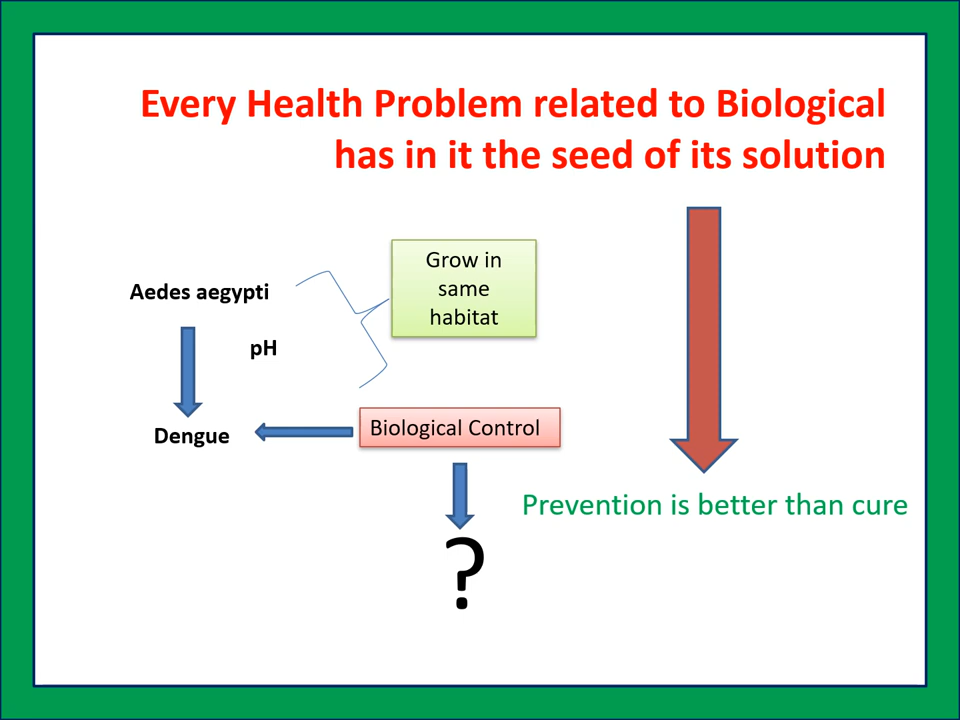 Every Health Problem related to Biological
has in it the seed of its solution
Grow in
same
habitat
Aedes aegypti
pH
Biological Control
Dengue
Prevention is better than cure
?